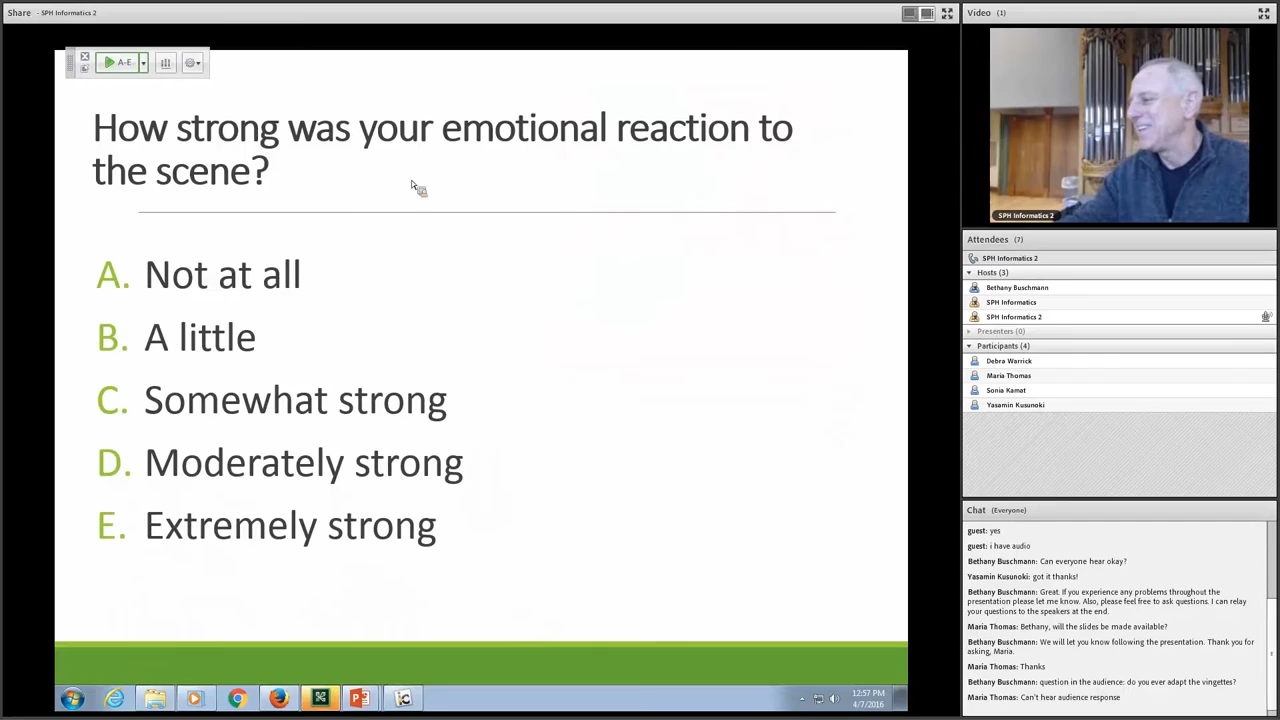 Share - SPH Informatics 2
A-E
How strong was your emotional reaction to
the scene?
A. Not at all
B. A little
C. Somewhat strong
D. Moderately strong
E. Extremely strong
12:57 PM
4/7/2016
Video (1)
SPH Informatics 2
Attendees (7)
SPH Informatics 2
Hosts (3)
Bethany Buschmann
SPH Informatics
SPH Informatics 2
Presenters (0)
Participants (4)
Debra Warrick
Maria Thomas
Sonia Kamat
Yasamin Kusunoki
Chat (Everyone)
guest: yes
guest: i have audio
Bethany Buschmann: Can everyone hear okay?
Yasamin Kusunoki: got it thanks!
Bethany Buschmann: Great. If you experience any problems throughout the
presentation please let me know. Also, please feel free to ask questions. I can relay
your questions to the speakers at the end.
Maria Thomas: Bethany, will the slides be made available?
Bethany Buschmann: We will let you know following the presentation. Thank you for
asking, Maria.
Maria Thomas: Thanks
Bethany Buschmann: question in the audience: do you ever adapt the vingettes?
Maria Thomas: Can't hear audience response